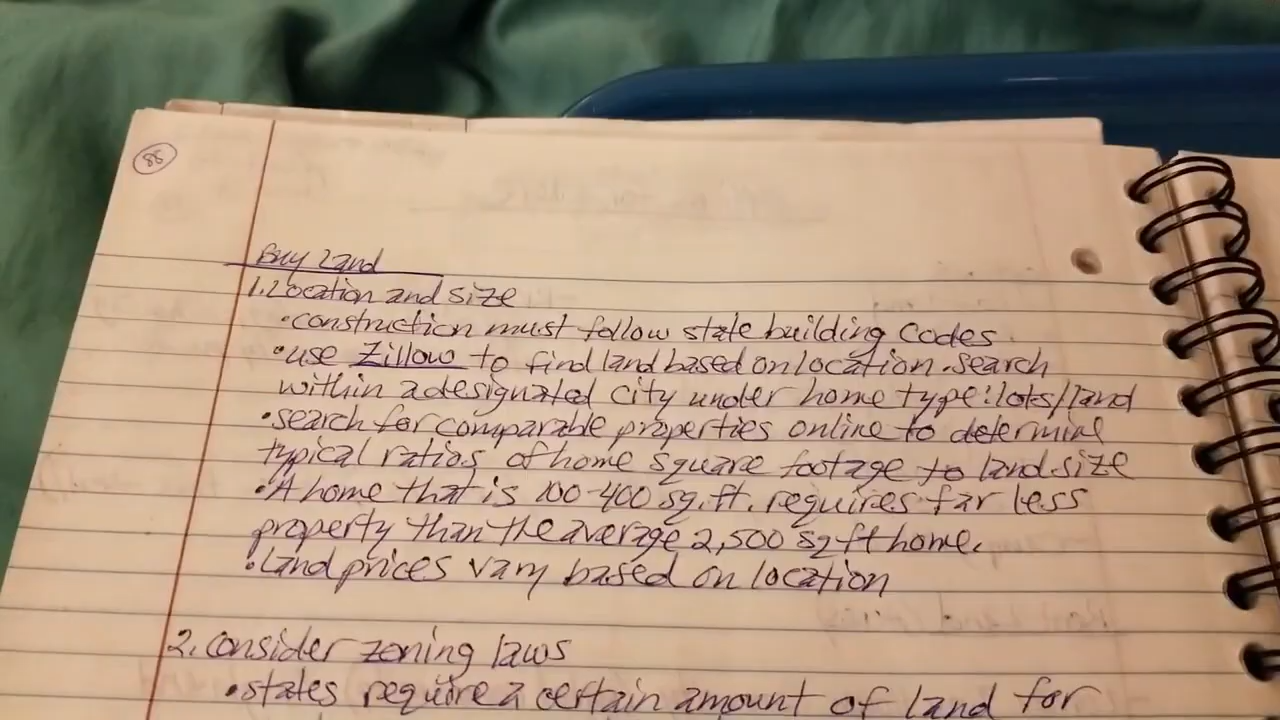 88
Buy Land
1. Location and size
• construction must follow state building codes
• use Zillow to find land based on location. search
within a designated city under home type: lots/land
• search for comparable properties online to determine
typical ratios of home square footage to land size
• A home that is 100-400 sq. ft. requires far less
property than the average 2,500 sq ft home.
• Land prices vary based on location
2. consider zoning laws
• states require a certain amount of land for